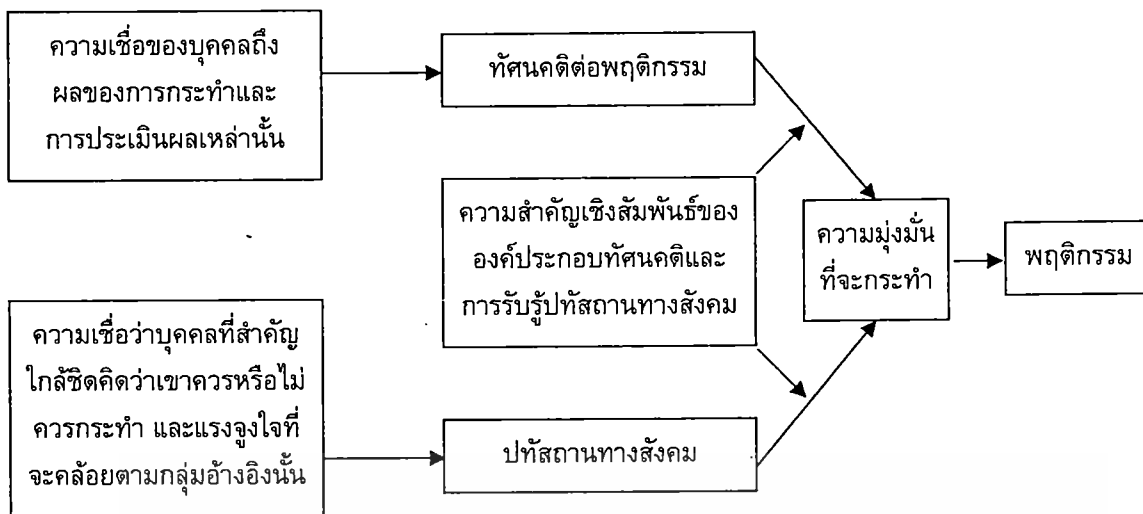 ความเชื่อของบุคคลถึง
ผลของการกระทำและ
การประเมินผลเหล่านั้น
ทัศนคติต่อพฤติกรรม
ความสำคัญเชิงสัมพันธ์ของ
องค์ประกอบทัศนคติและ
การรับรู้ปทัสถานทางสังคม
ความมุ่งมั่น
ที่จะกระทำ
พฤติกรรม
ความเชื่อว่าบุคคลที่สำคัญ
ใกล้ชิดคิดว่าเขาควรหรือไม่
ควรกระทำ และแรงจูงใจที่
จะคล้อยตามกลุ่มอ้างอิงนั้น
ปทัสถานทางสังคม